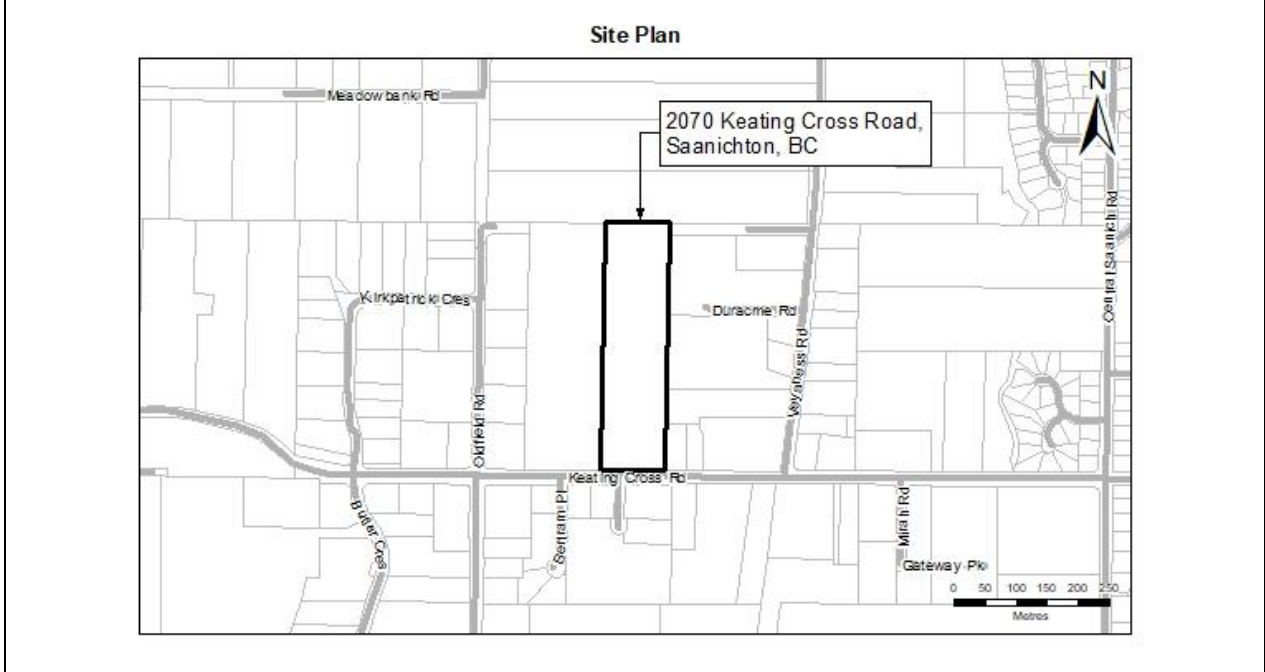 Site Plan
Meadowbank Rd
N
2070 Keating Cross Road,
Saanichton, BC
Central Saanich Rd
Kirkpatrick Cres
Duracme Rd
Veyaness Rd
Oldfield Rd
Keating Cross Rd
Butler Cres
Bertram Pl
Mirah Rd
Gateway Pk
0 50 100 150 200 250
Metres